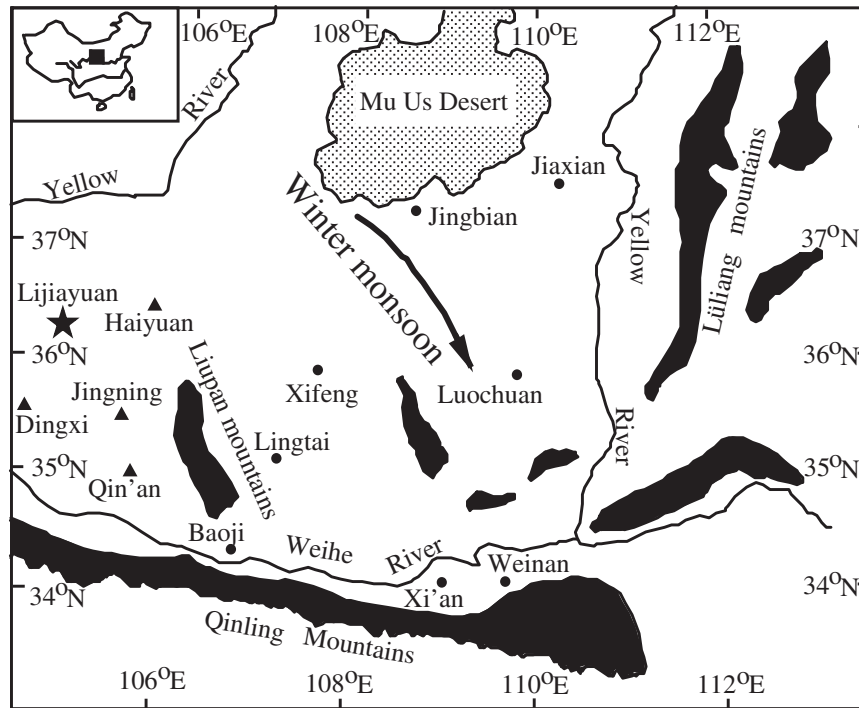 106°E 108°E 110°E 112°E
Mu Us Desert
River
Yellow
Jiaxian
Jingbian
Winter monsoon
Yellow
River
Lüliang mountains
37°N 37°N
Lijiayuan
Haiyuan
36°N 36°N
Liupan mountains
Xifeng
Luochuan
Jingning
Dingxi
Lingtai
35°N 35°N
Qin'an
Baoji
Weihe River
Weinan
Xi'an
34°N 34°N
Qinling Mountains
106°E 108°E 110°E 112°E